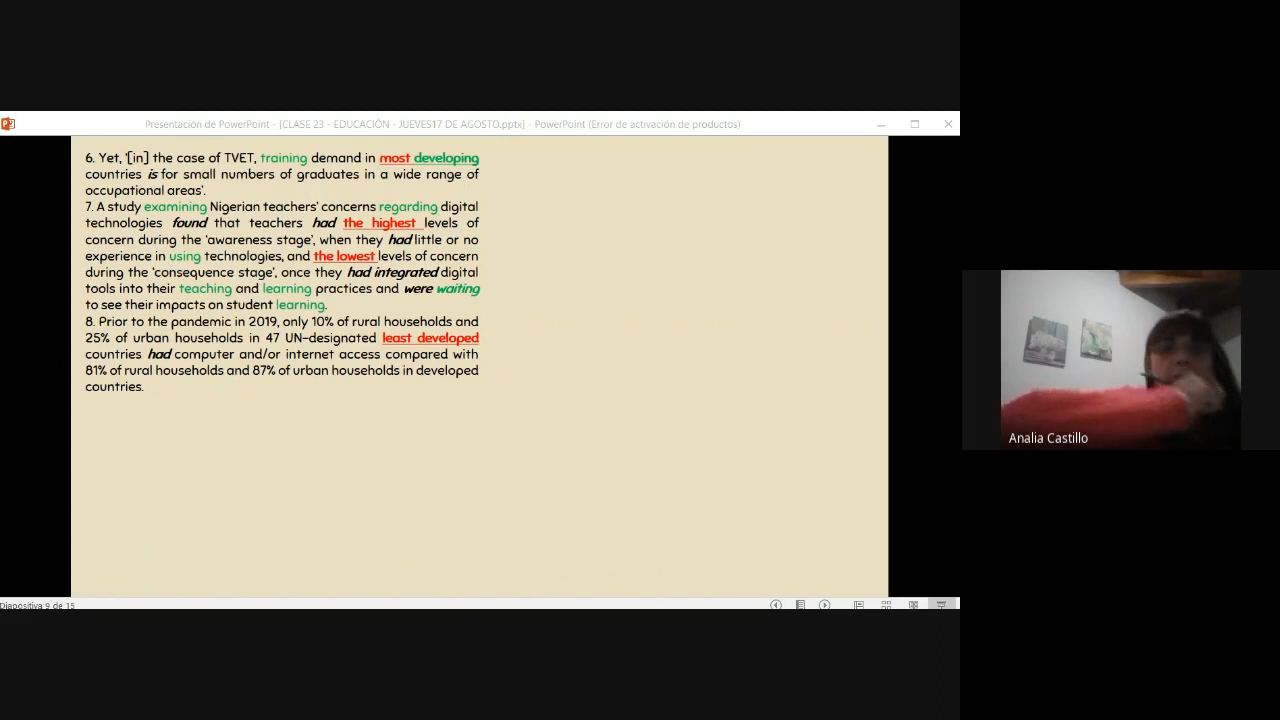 Presentación de PowerPoint - [CLASE 23 - EDUCACIÓN - JUEVES17 DE AGOSTO.pptx] - PowerPoint (Error de activación de productos)
6. Yet, '[in] the case of TVET, training demand in most developing
countries is for small numbers of graduates in a wide range of
occupational areas'.
7. A study examining Nigerian teachers' concerns regarding digital
technologies found that teachers had the highest levels of
concern during the 'awareness stage', when they had little or no
experience in using technologies, and the lowest levels of concern
during the 'consequence stage', once they had integrated digital
tools into their teaching and learning practices and were waiting
to see their impacts on student learning.
8. Prior to the pandemic in 2019, only 10% of rural households and
25% of urban households in 47 UN-designated least developed
countries had computer and/or internet access compared with
81% of rural households and 87% of urban households in developed
countries.
Analia Castillo
Diapositiva 9 de 15